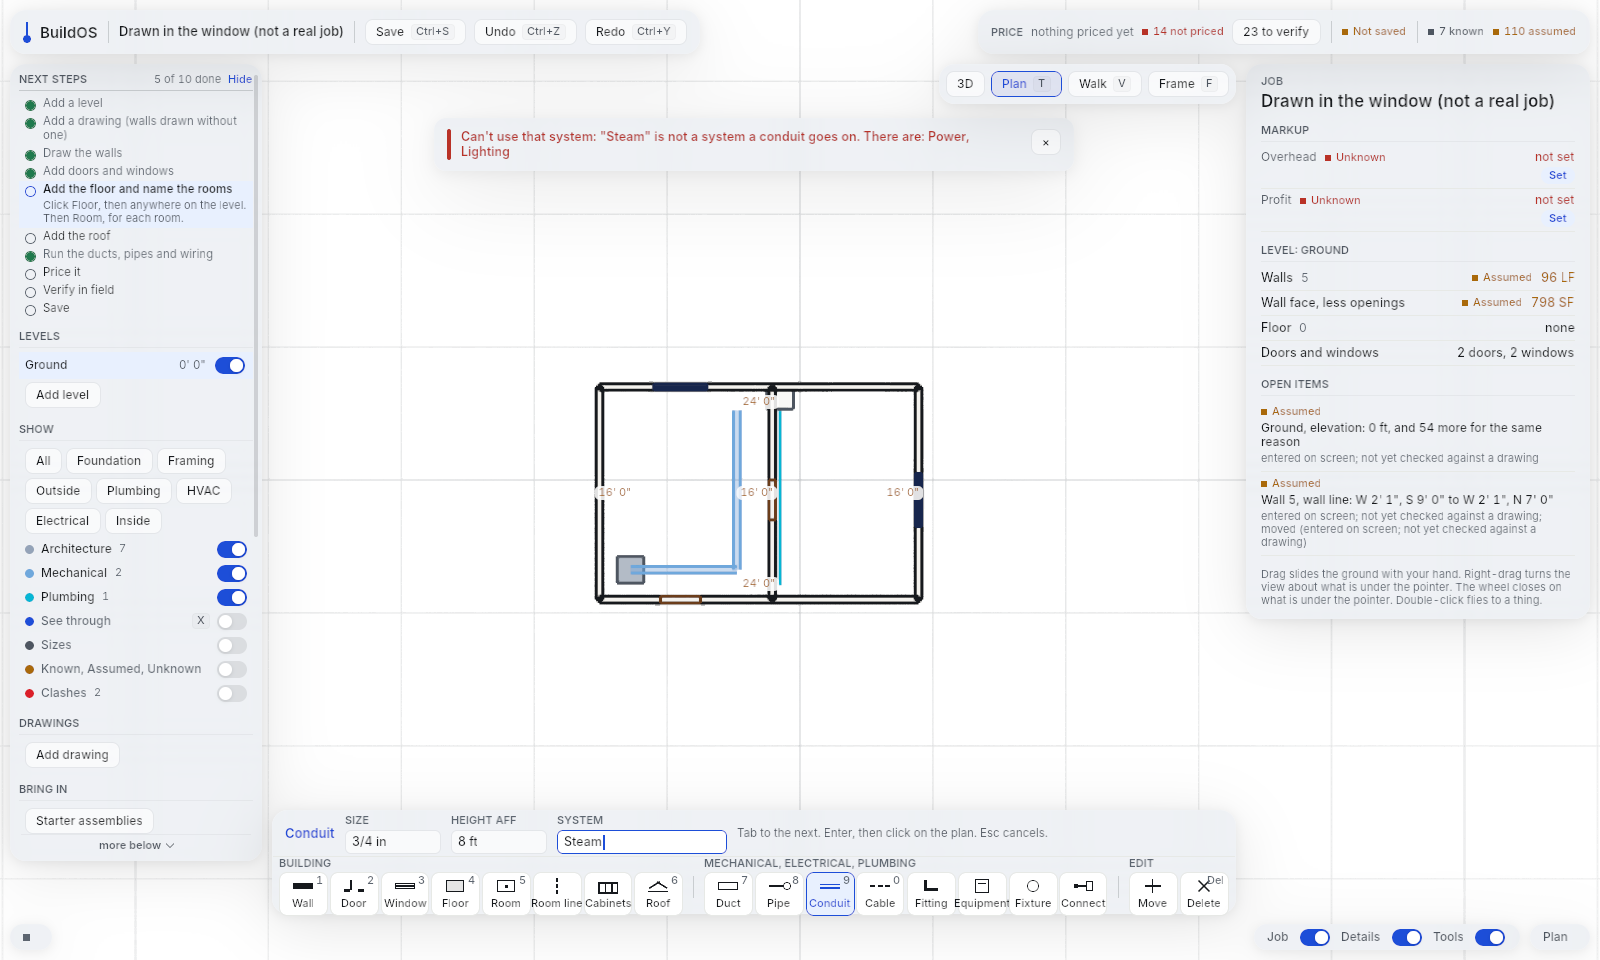 BuildOS
Drawn in the window (not a real job)
Save Ctrl+S
Undo Ctrl+Z
Redo Ctrl+Y
PRICE nothing priced yet 14 not priced
23 to verify
Not saved
7 known 110 assumed
3D
Plan T
Walk V
Frame F
NEXT STEPS 5 of 10 done Hide
Add a level
Add a drawing (walls drawn without
one)
Draw the walls
Add doors and windows
Add the floor and name the rooms
Click Floor, then anywhere on the level.
Then Room, for each room.
Add the roof
Run the ducts, pipes and wiring
Price it
Verify in field
Save
LEVELS
Ground 0' 0"
Add level
SHOW
All Foundation Framing
Outside Plumbing HVAC
Electrical Inside
Architecture 7
Mechanical 2
Plumbing 1
See through X
Sizes
Known, Assumed, Unknown
Clashes 2
DRAWINGS
Add drawing
BRING IN
Starter assemblies
more below
Can't use that system: "Steam" is not a system a conduit goes on. There are: Power,
Lighting
×
24' 0"
16' 0"
16' 0"
16' 0"
24' 0"
JOB
Drawn in the window (not a real job)
MARKUP
Overhead Unknown not set
Set
Profit Unknown not set
Set
LEVEL: GROUND
Walls 5 Assumed 96 LF
Wall face, less openings Assumed 798 SF
Floor 0 none
Doors and windows 2 doors, 2 windows
OPEN ITEMS
Assumed
Ground, elevation: 0 ft, and 54 more for the same
reason
entered on screen; not yet checked against a drawing
Assumed
Wall 5, wall line: W 2' 1", S 9' 0" to W 2' 1", N 7' 0"
entered on screen; not yet checked against a drawing;
moved (entered on screen; not yet checked against a
drawing)
Drag slides the ground with your hand. Right-drag turns the
view about what is under the pointer. The wheel closes on
what is under the pointer. Double-click flies to a thing.
Conduit
SIZE
3/4 in
HEIGHT AFF
8 ft
SYSTEM
Steam
Tab to the next. Enter, then click on the plan. Esc cancels.
BUILDING
Wall 1
Door 2
Window 3
Floor 4
Room 5
Room line
Cabinets
Roof 6
MECHANICAL, ELECTRICAL, PLUMBING
Duct 7
Pipe 8
Conduit 9
Cable 0
Fitting
Equipment
Fixture
Connect
EDIT
Move
Delete Del
Job
Details
Tools
Plan